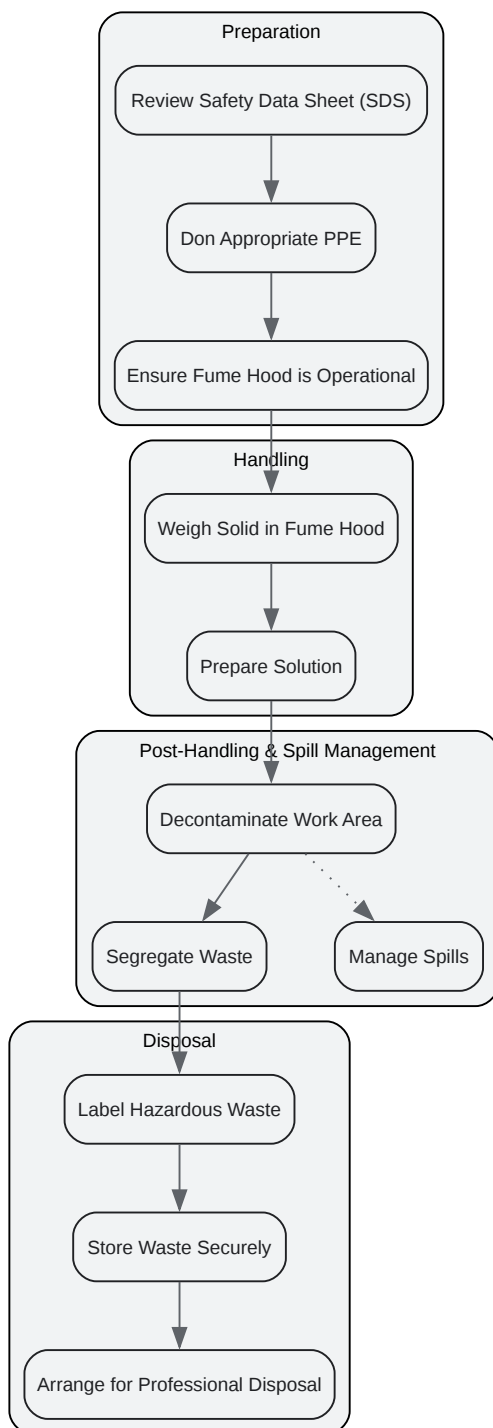 Preparation
Review Safety Data Sheet (SDS)
Don Appropriate PPE
Ensure Fume Hood is Operational
Handling
Weigh Solid in Fume Hood
Prepare Solution
Post-Handling & Spill Management
Decontaminate Work Area
Segregate Waste
Manage Spills
Disposal
Label Hazardous Waste
Store Waste Securely
Arrange for Professional Disposal